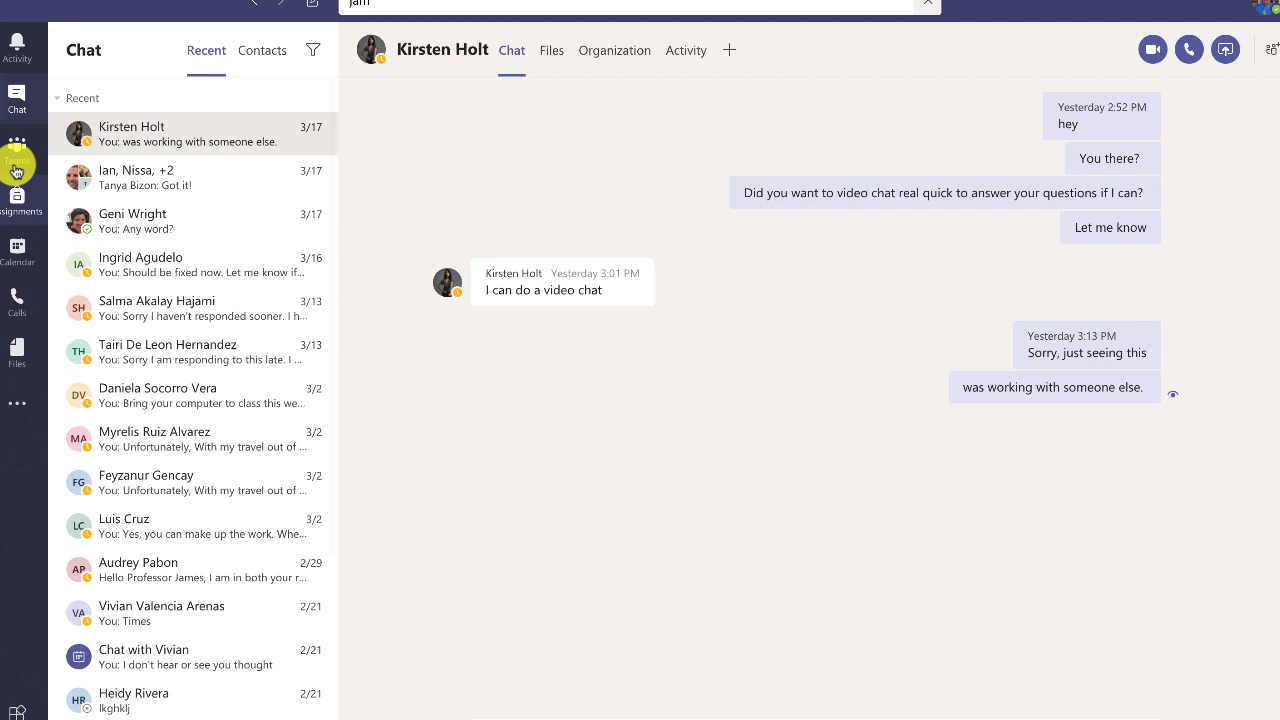 jam
Activity
Chat
Teams
ssignments
Calendar
Calls
Files
Chat
Recent
Contacts
Recent
Kirsten Holt
3/17
You: was working with someone else.
Ian, Nissa, +2
3/17
Tanya Bizon: Got it!
Geni Wright
3/17
You: Any word?
IA
Ingrid Agudelo
3/16
You: Should be fixed now. Let me know if...
SH
Salma Akalay Hajami
3/13
You: Sorry I haven't responded sooner. I h...
TH
Tairi De Leon Hernandez
3/13
You: Sorry I am responding to this late. I ...
DV
Daniela Socorro Vera
3/2
You: Bring your computer to class this we...
MA
Myrelis Ruiz Alvarez
3/2
You: Unfortunately, With my travel out of ...
FG
Feyzanur Gencay
3/2
You: Unfortunately, With my travel out of ...
LC
Luis Cruz
3/2
You: Yes, you can make up the work. Whe...
AP
Audrey Pabon
2/29
Hello Professor James, I am in both your r...
VA
Vivian Valencia Arenas
2/21
You: Times
Chat with Vivian
2/21
You: I don't hear or see you thought
HR
Heidy Rivera
2/21
lkghklj
Kirsten Holt
Chat
Files
Organization
Activity
Yesterday 2:52 PM
hey
You there?
Did you want to video chat real quick to answer your questions if I can?
Let me know
Kirsten Holt Yesterday 3:01 PM
I can do a video chat
Yesterday 3:13 PM
Sorry, just seeing this
was working with someone else.